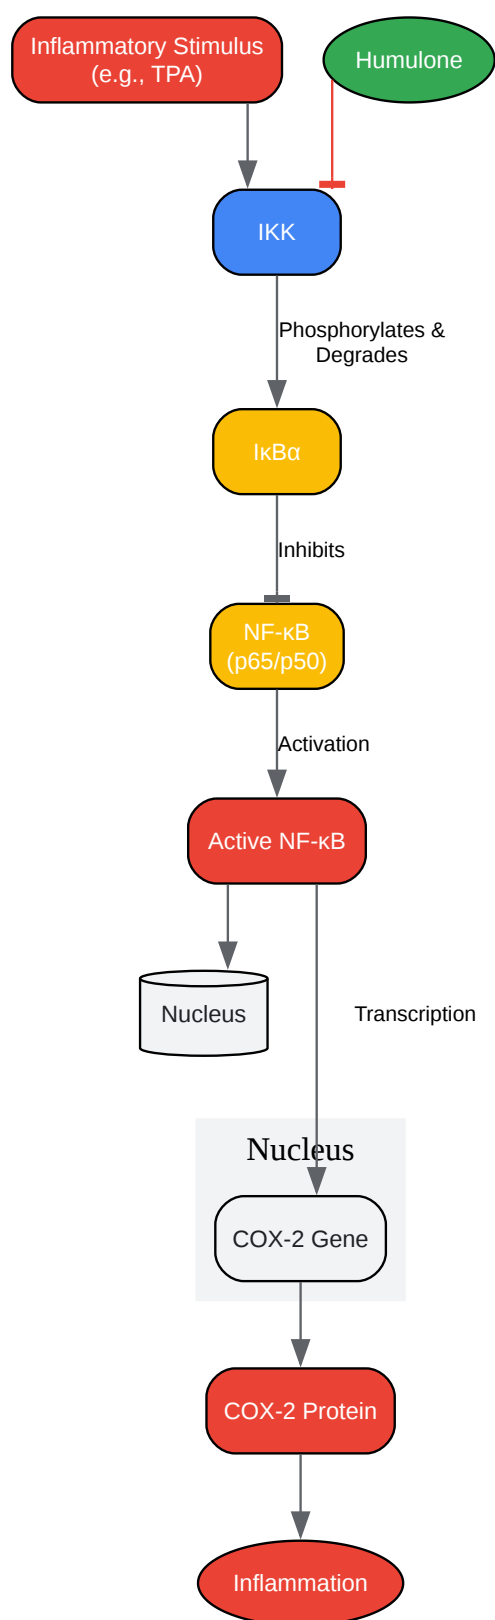 Inflammatory Stimulus
(e.g., TPA)
Humulone
IKK
Phosphorylates &
Degrades
IκBα
Inhibits
NF-κB
(p65/p50)
Activation
Active NF-κB
Nucleus
Transcription
Nucleus
COX-2 Gene
COX-2 Protein
Inflammation